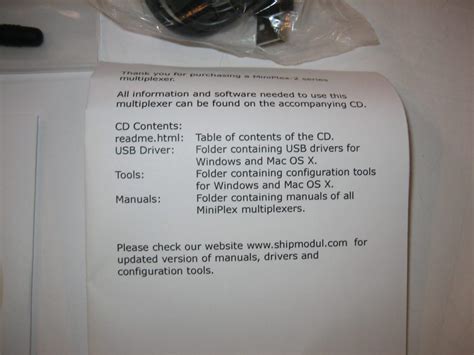 Thank you for purchasing a MiniPlex-2 series
multiplexer.
All information and software needed to use this
multiplexer can be found on the accompanying CD.
CD Contents:
readme.html: Table of contents of the CD.
USB Driver: Folder containing USB drivers for
Windows and Mac OS X.
Tools: Folder containing configuration tools
for Windows and Mac OS X.
Manuals: Folder containing manuals of all
MiniPlex multiplexers.
Please check our website www.shipmodul.com for
updated version of manuals, drivers and
configuration tools.